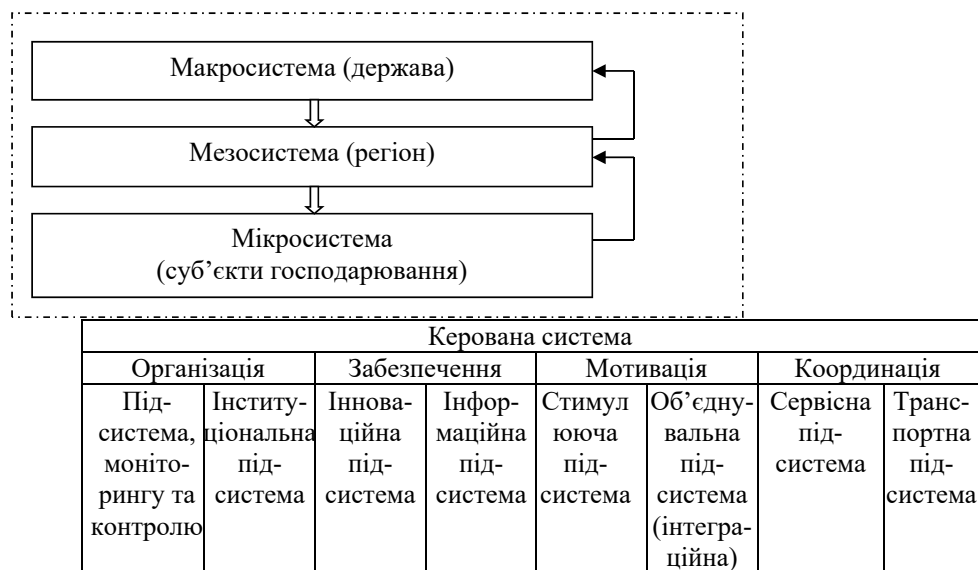 Макросистема (держава)
Мезосистема (регіон)
Мікросистема
(суб’єкти господарювання)
Керована система
Організація
Забезпечення
Мотивація
Координація
Під-
система,
моніто-
рингу та
контролю
Інститу-
ціональна
під-
система
Іннова-
ційна
під-
система
Інфор-
маційна
під-
система
Стимул
ююча
під-
система
Об’єдну-
вальна
під-
система
(інтегра-
ційна)
Сервісна
під-
система
Транс-
портна
під-
система